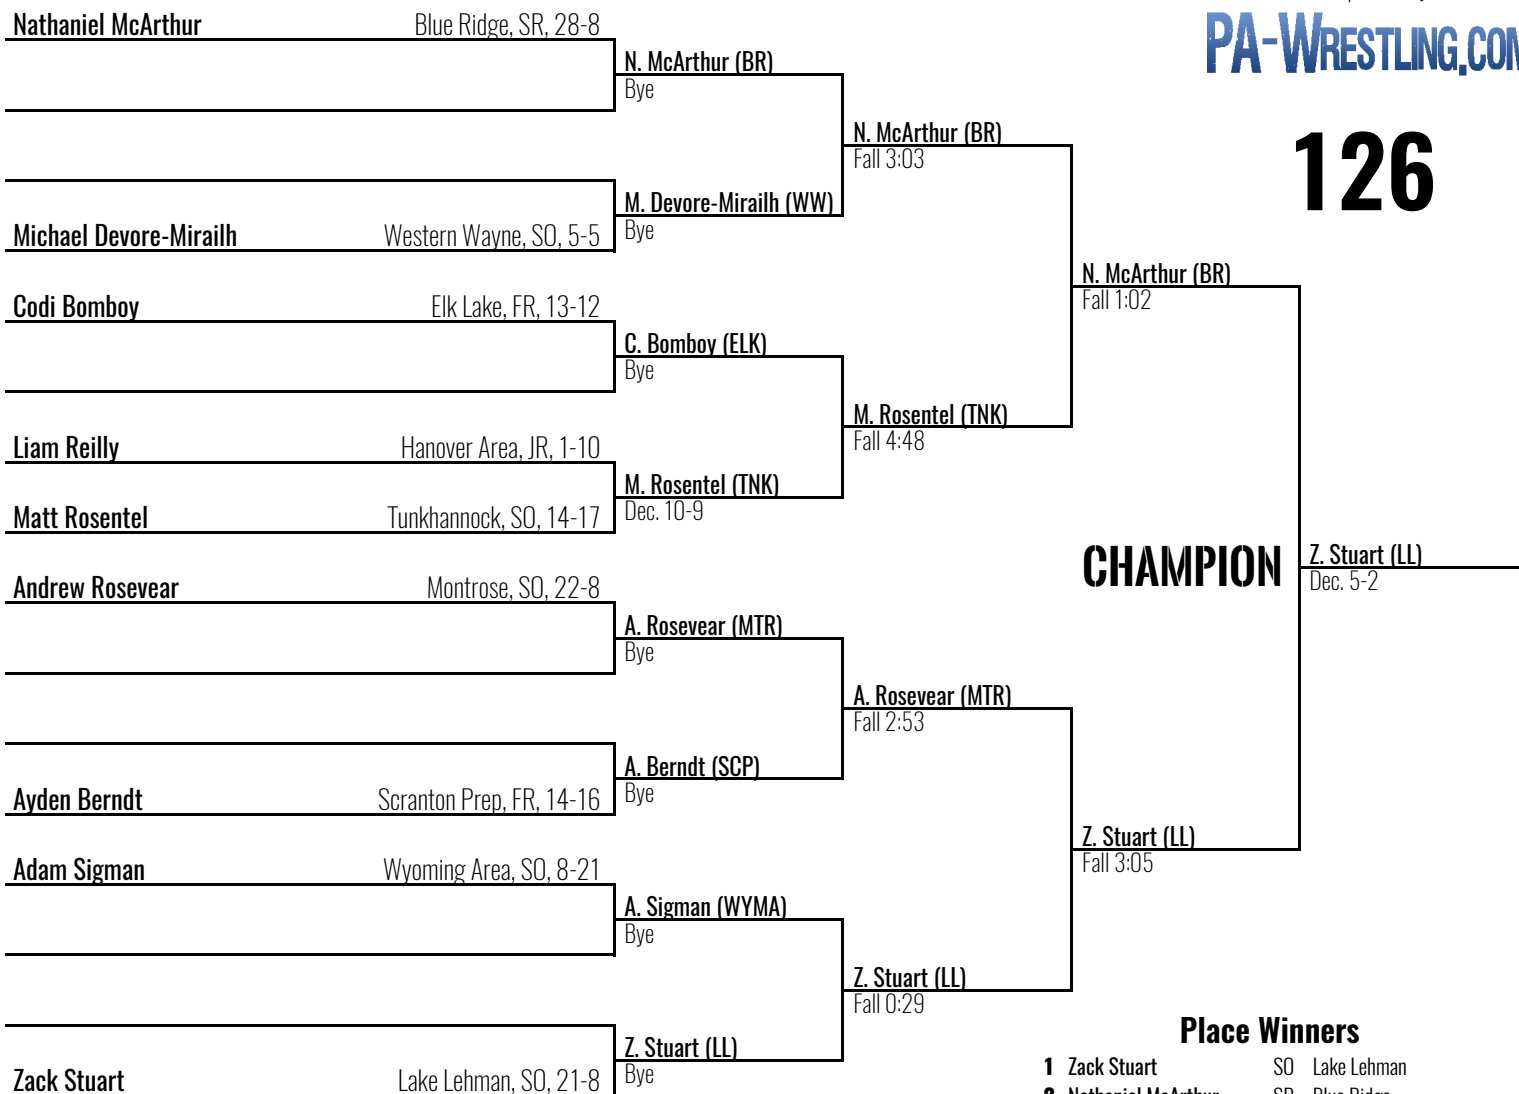 Nathaniel McArthur Blue Ridge, SR, 28-8
N. McArthur (BR)
Bye
PA-WRESTLING.COM
N. McArthur (BR)
Fall 3:03
126
M. Devore-Mirailh (WW)
Michael Devore-Mirailh Western Wayne, SO, 5-5
Bye
N. McArthur (BR)
Fall 1:02
Codi Bomboy Elk Lake, FR, 13-12
C. Bomboy (ELK)
Bye
M. Rosentel (TNK)
Fall 4:48
Liam Reilly Hanover Area, JR, 1-10
M. Rosentel (TNK)
Dec. 10-9
Matt Rosentel Tunkhannock, SO, 14-17
CHAMPION
Z. Stuart (LL)
Dec. 5-2
Andrew Rosevear Montrose, SO, 22-8
A. Rosevear (MTR)
Bye
A. Rosevear (MTR)
Fall 2:53
A. Berndt (SCP)
Bye
Ayden Berndt Scranton Prep, FR, 14-16
Z. Stuart (LL)
Fall 3:05
Adam Sigman Wyoming Area, SO, 8-21
A. Sigman (WYMA)
Bye
Z. Stuart (LL)
Fall 0:29
Z. Stuart (LL)
Bye
Zack Stuart Lake Lehman, SO, 21-8
Place Winners
1 Zack Stuart SO Lake Lehman
2 Nathaniel McArthur SR Blue Ridge